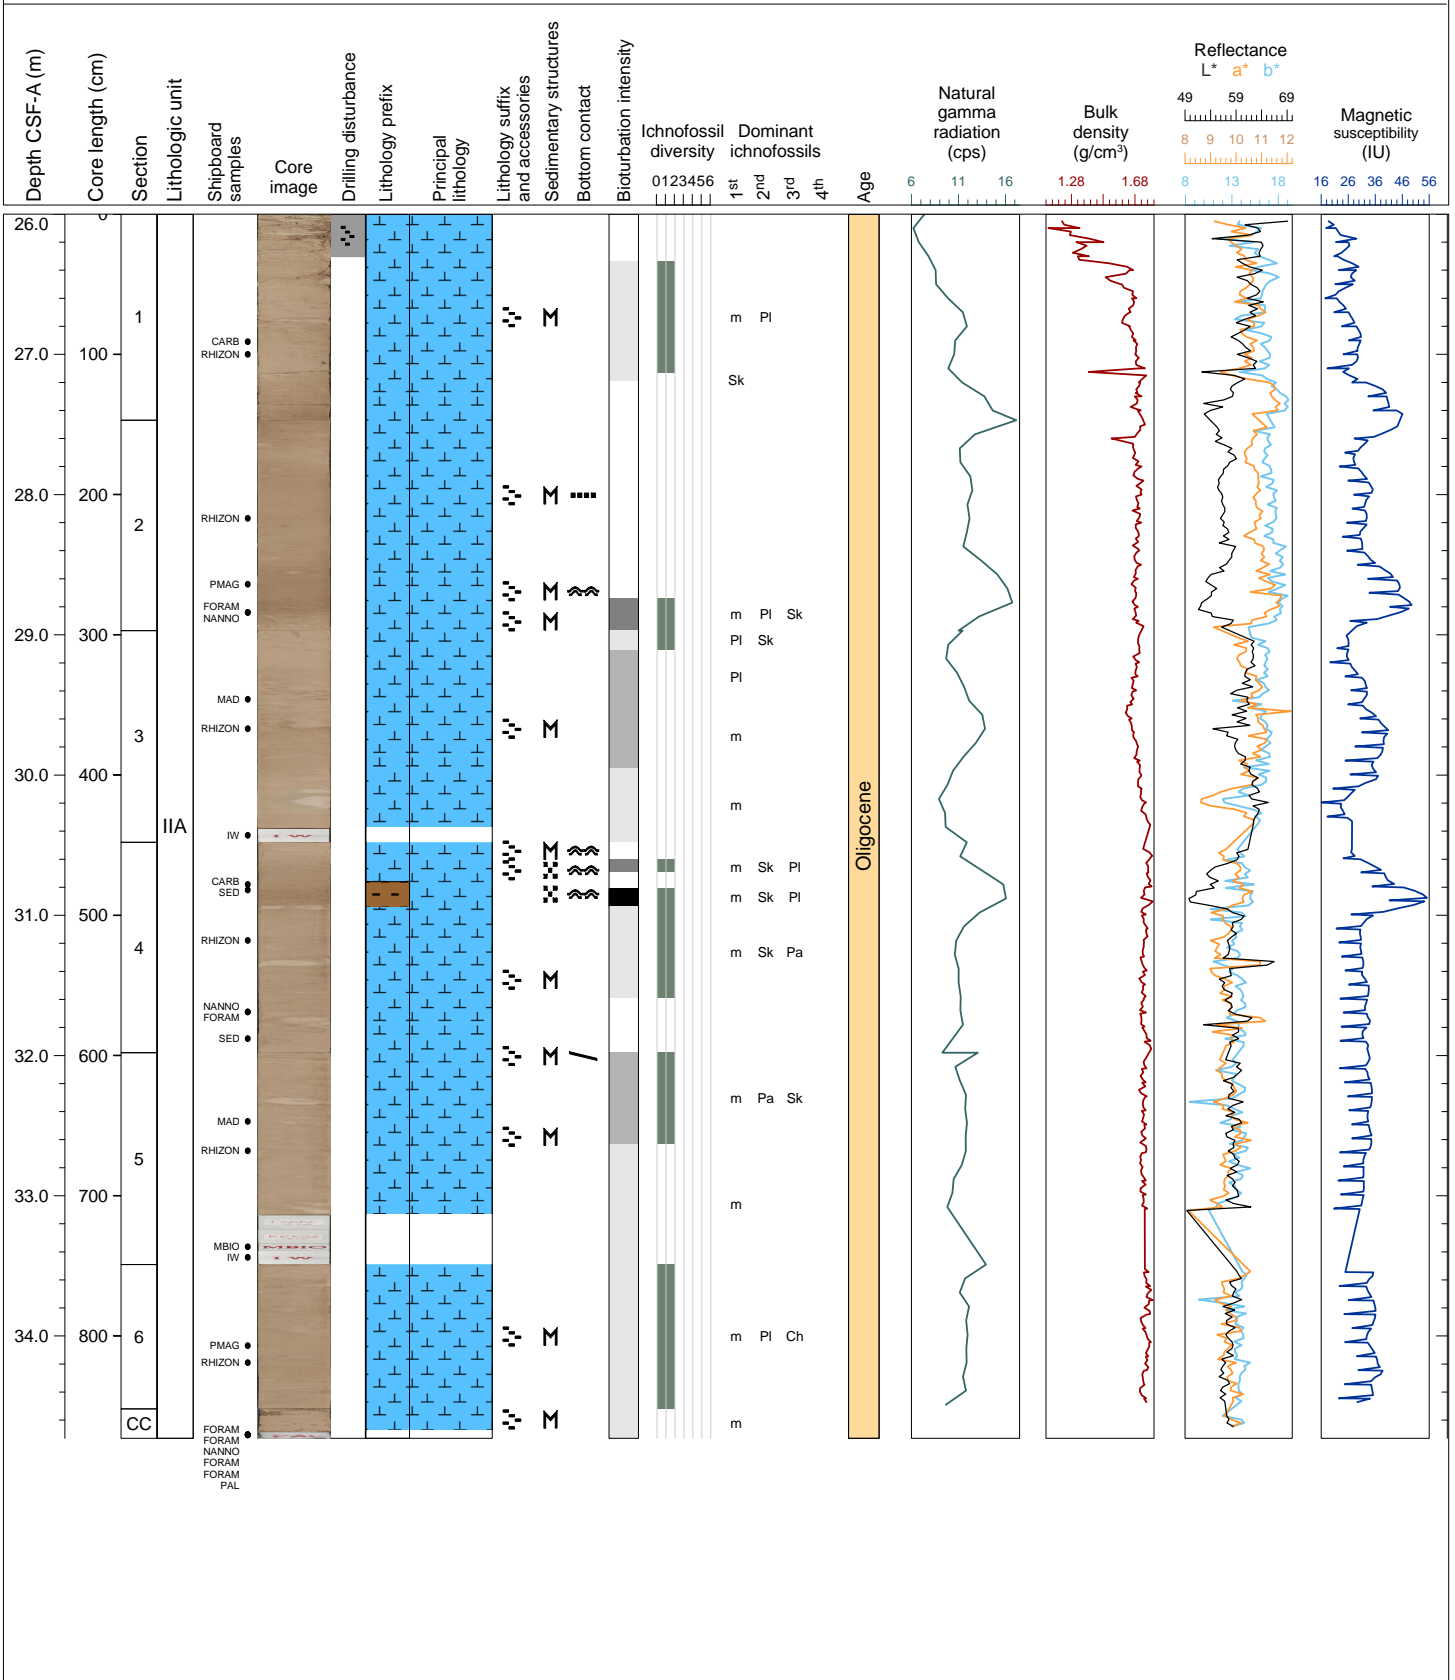 Depth CSF-A (m)
Core length (cm)
Section
Lithologic unit
Shipboard
samples
Core
image
Drilling disturbance
Lithology prefix
Principal
lithology
Lithology suffix
and accessories
Sedimentary structures
Bottom contact
Bioturbation intensity
Ichnofossil
diversity
0123456
Dominant
ichnofossils
1st 2nd 3rd 4th
Age
Natural
gamma
radiation
(cps)
6 11 16
Bulk
density
(g/cm³)
1.28 1.68
Reflectance
L* a* b*
49 59 69
8 9 10 11 12
8 13 18
Magnetic
susceptibility
(IU)
16 26 36 46 56
26.0 0
1
m Pl
CARB
27.0 100 RHIZON
Sk
28.0 200
RHIZON
2
PMAG
FORAM
NANNO
m Pl Sk
29.0 300
Pl Sk
Pl
MAD
RHIZON
3
m
30.0 400
m
IIA
IW
I W
Oligocene
m Sk Pl
CARB
SED
m Sk Pl
31.0 500
RHIZON
4
m Sk Pa
NANNO
FORAM
SED
32.0 600
m Pa Sk
MAD
RHIZON
5
33.0 700
m
MBIO
MBIO
IW
I W
34.0 800
6
m Pl Ch
PMAG
RHIZON
CC
m
FORAM
FORAM
NANNO
FORAM
FORAM
PAL